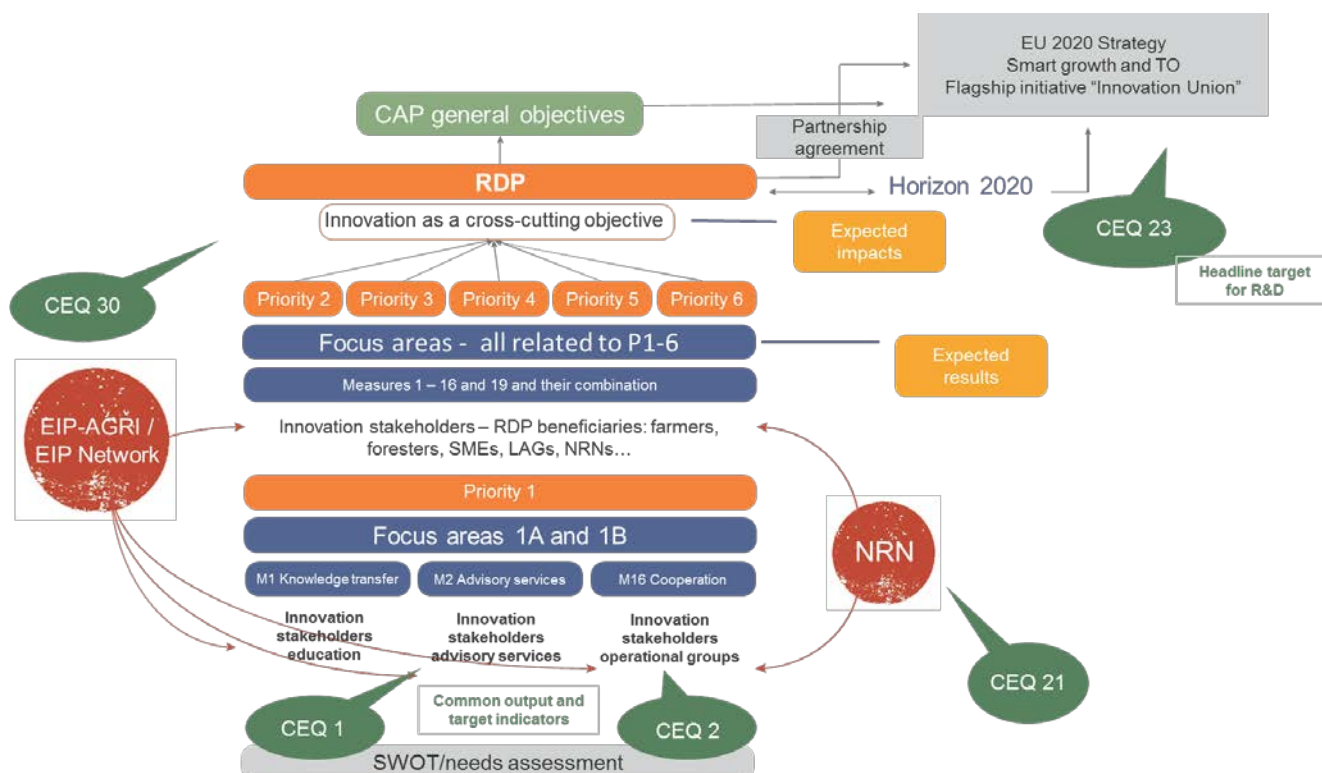 EU 2020 Strategy
Smart growth and TO
Flagship initiative “Innovation Union”
CAP general objectives
Partnership
agreement
RDP
Horizon 2020
Innovation as a cross-cutting objective
Expected
impacts
CEQ 23
Headline target
for R&D
CEQ 30
Priority 2
Priority 3
Priority 4
Priority 5
Priority 6
Focus areas - all related to P1-6
Expected
results
Measures 1 – 16 and 19 and their combination
EIP-AGRI /
EIP Network
Innovation stakeholders – RDP beneficiaries: farmers,
foresters, SMEs, LAGs, NRNs...
Priority 1
Focus areas 1A and 1B
NRN
M1 Knowledge transfer
M2 Advisory services
M16 Cooperation
Innovation
stakeholders
education
Innovation
stakeholders
advisory services
Innovation
stakeholders
operational groups
CEQ 21
Common output and
target indicators
CEQ 1
CEQ 2
SWOT/needs assessment